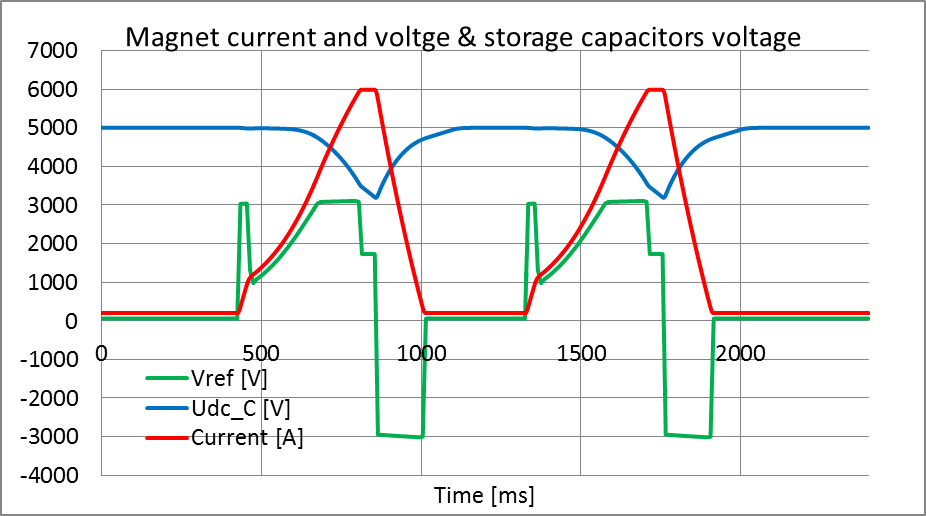 Magnet current and voltge & storage capacitors voltage
7000
6000
5000
4000
3000
2000
1000
0
0 500 1000 1500 2000
-1000
Vref [V]
-2000
Udc_C [V]
-3000
Current [A]
-4000
Time [ms]